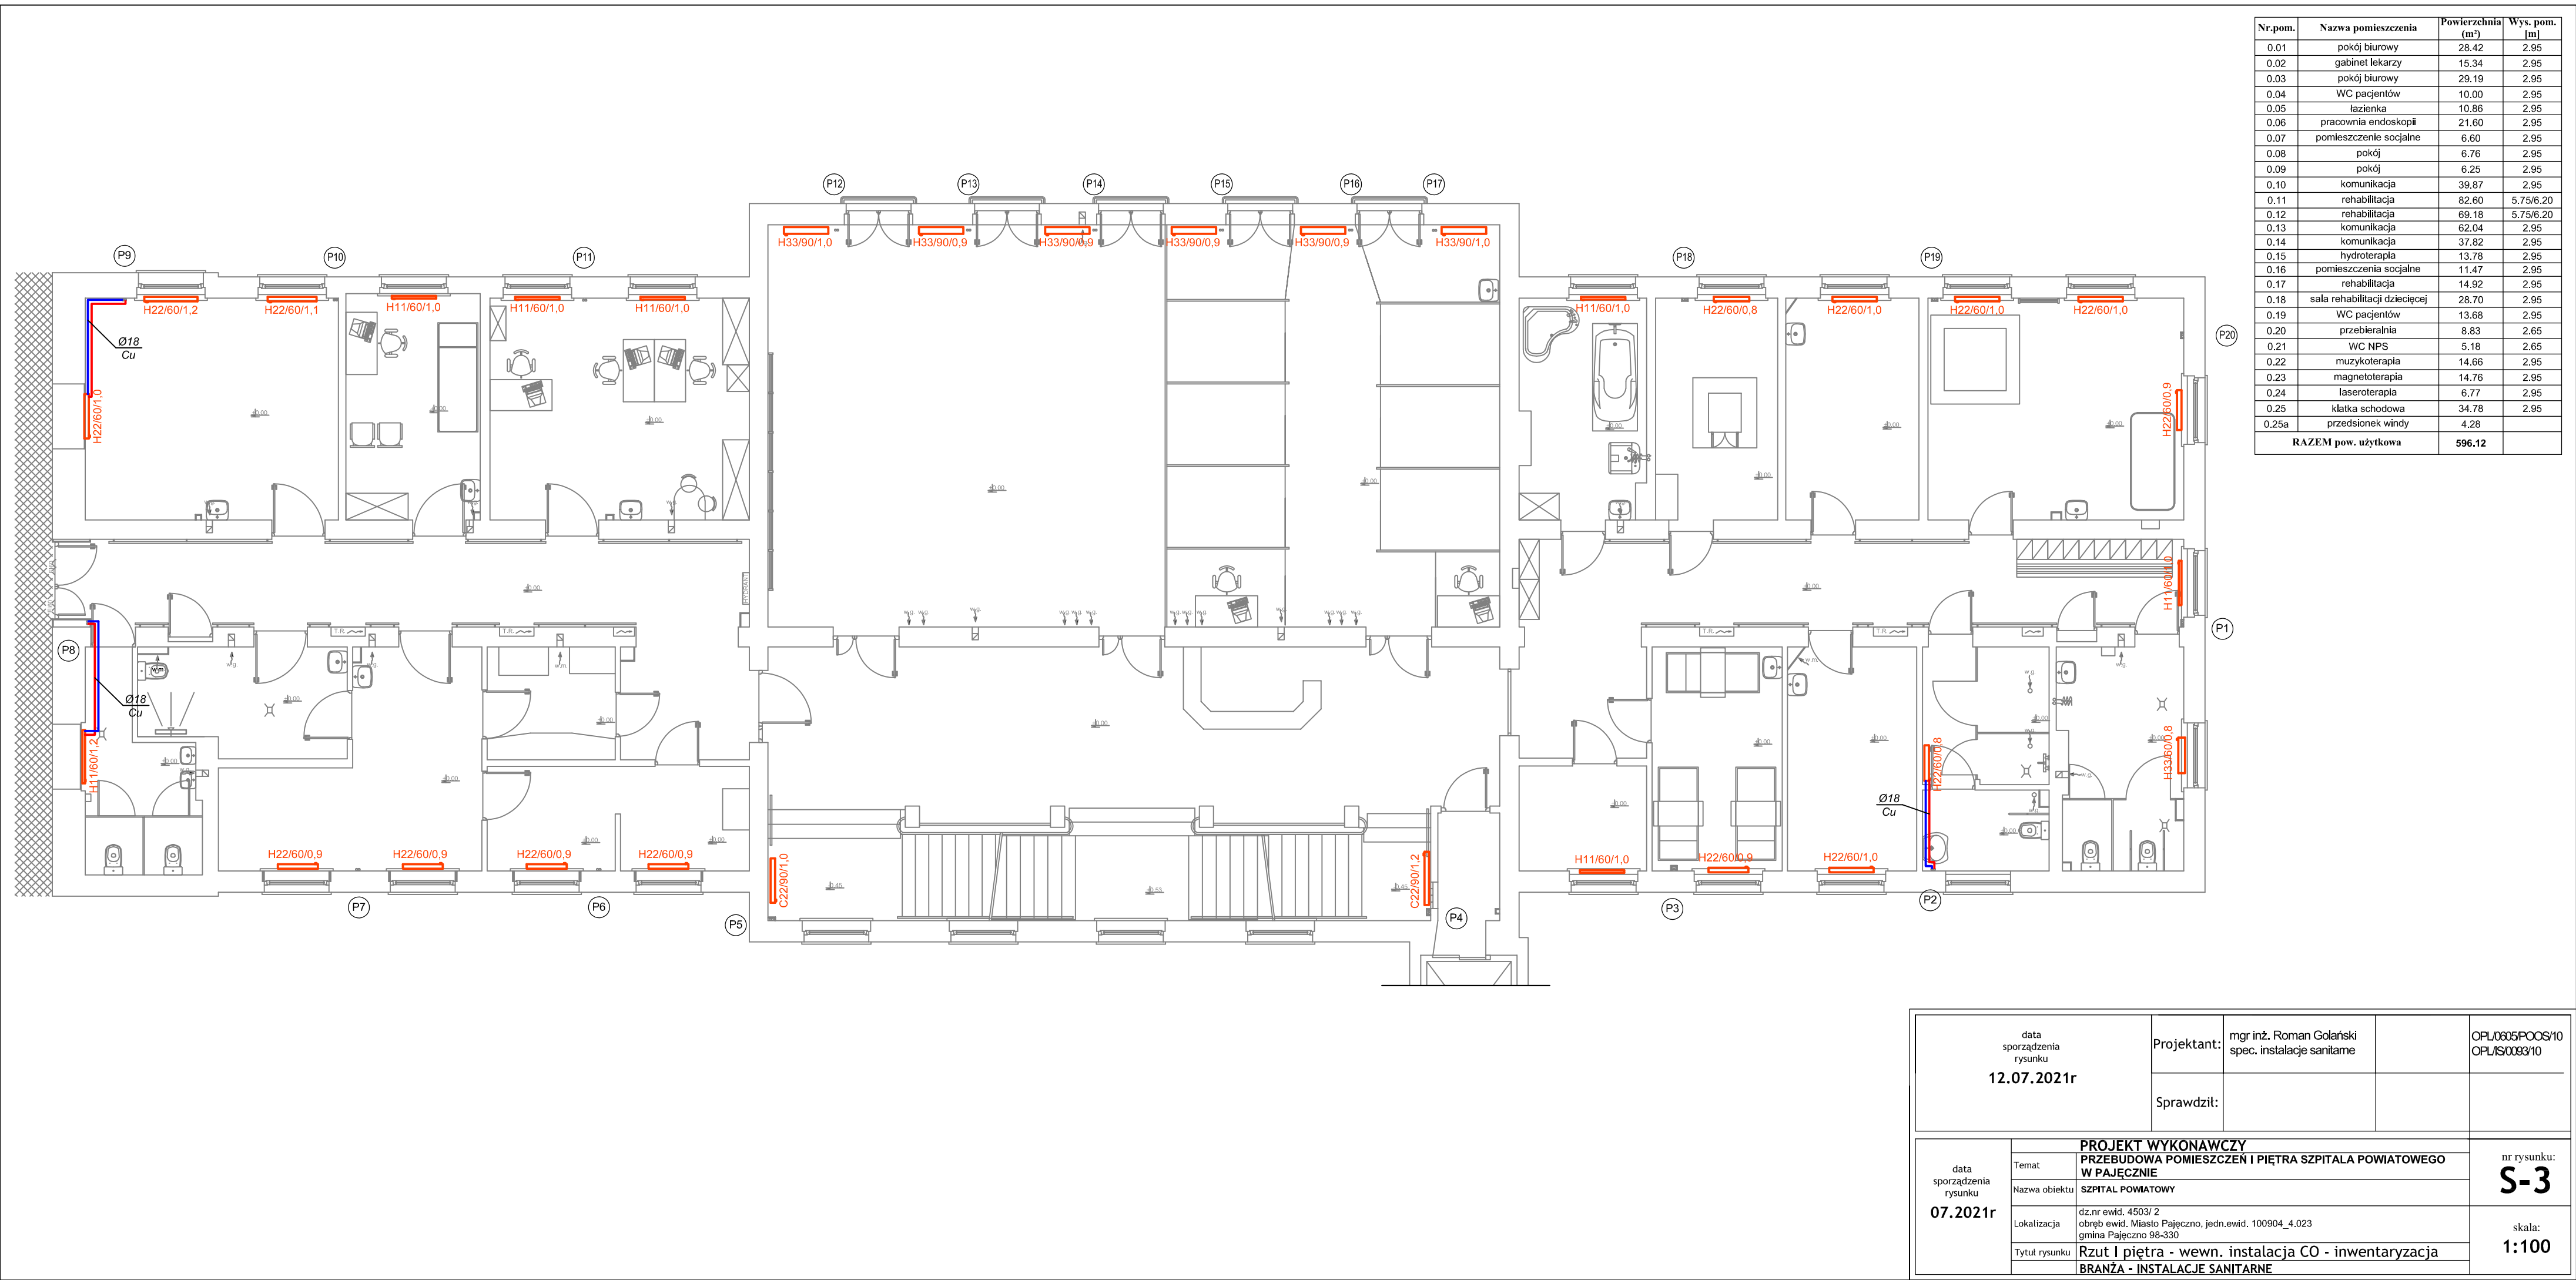 Nr.pom. Nazwa pomieszczenia Powierzchnia (m²) Wys. pom. [m]
0.01 pokój biurowy 28.42 2.95
0.02 gabinet lekarzy 15.34 2.95
0.03 pokój biurowy 29.19 2.95
0.04 WC pacjentów 10.00 2.95
0.05 łazienka 10.86 2.95
0.06 pracownia endoskopii 21.60 2.95
0.07 pomieszczenie socjalne 6.60 2.95
0.08 pokój 6.76 2.95
0.09 pokój 6.25 2.95
0.10 komunikacja 39.87 2.95
0.11 rehabilitacja 82.60 5.75/6.20
0.12 rehabilitacja 69.18 5.75/6.20
0.13 komunikacja 62.04 2.95
0.14 komunikacja 37.82 2.95
0.15 hydroterapia 13.78 2.95
0.16 pomieszczenia socjalne 11.47 2.95
0.17 rehabilitacja 14.92 2.95
0.18 sala rehabilitacji dziecięcej 28.70 2.95
0.19 WC pacjentów 13.68 2.95
0.20 przebieralnia 8.83 2.65
0.21 WC NPS 5.18 2.65
0.22 muzykoterapia 14.66 2.95
0.23 magnetoterapia 14.76 2.95
0.24 laseroterapia 6.77 2.95
0.25 klatka schodowa 34.78 2.95
0.25a przedsionek windy 4.28
RAZEM pow. użytkowa 596.12
P12 P13 P14 P15 P16 P17
H33/90/1,0 H33/90/0,9 H33/90/0,9 H33/90/0,9 H33/90/0,9 H33/90/1,0
P9 P10 P11 P18 P19
H22/60/1,2 H22/60/1,1 H11/60/1,0 H11/60/1,0 H11/60/1,0 H11/60/1,0 H22/60/0,8 H22/60/1,0 H22/60/1,0 H22/60/1,0
P20
Ø18
Cu
H22/60/1,0
H22/60/0,9
HYDRANT
H11/60/1,0
P8 P1
T.R. T.R. T.R. T.R.
Ø18
Cu
H11/60/1,2
H22/60/0,8
H33/60/0,8
Ø18
Cu
H22/60/0,9 H22/60/0,9 H22/60/0,9 H22/60/0,9 C22/90/1,0 C22/90/1,2 H11/60/1,0 H22/60/0,9 H22/60/1,0
P7 P6 P5 P4 P3 P2
data
sporządzenia
rysunku
12.07.2021r
Projektant: mgr inż. Roman Golański
spec. instalacje sanitarne
OPL/0605/POOS/10
OPL/IS/0093/10
Sprawdził:
data
sporządzenia
rysunku
07.2021r
PROJEKT WYKONAWCZY
Temat PRZEBUDOWA POMIESZCZEŃ I PIĘTRA SZPITALA POWIATOWEGO
W PAJĘCZNIE
Nazwa obiektu SZPITAL POWIATOWY
Lokalizacja dz.nr ewid. 4503/ 2
obręb ewid. Miasto Pajęczno, jedn.ewid. 100904_4.023
gmina Pajęczno 98-330
Tytuł rysunku Rzut I piętra - wewn. instalacja CO - inwentaryzacja
BRANŻA - INSTALACJE SANITARNE
nr rysunku:
S-3
skala:
1:100